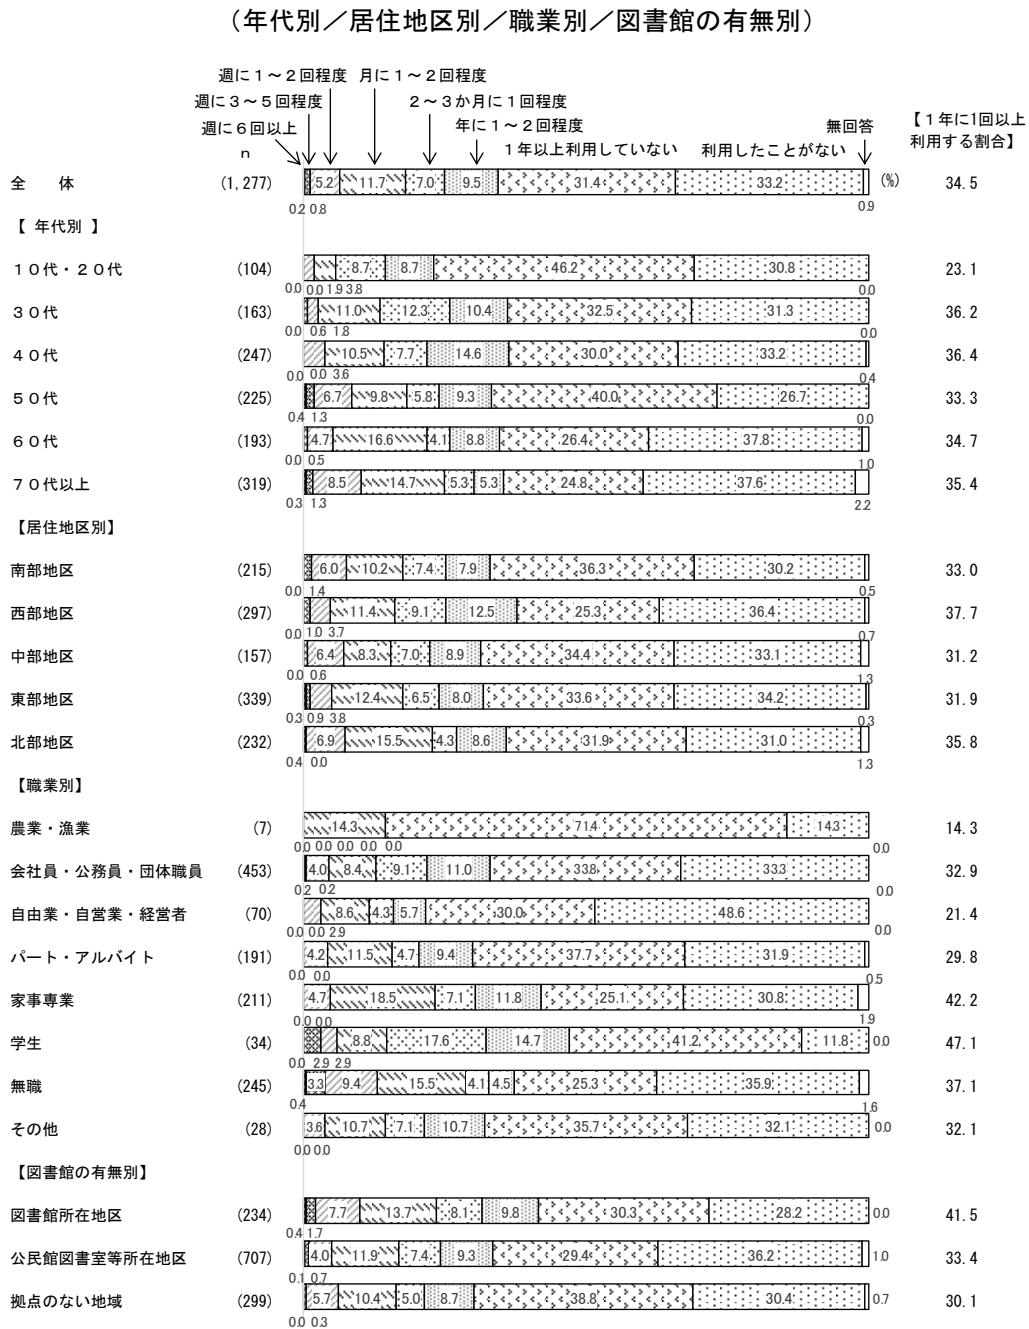 (年代別／居住地区別／職業別／図書館の有無別)
週に１～２回程度 月に１～２回程度
週に３～５回程度 ２～３か月に１回程度
週に６回以上 年に１～２回程度 無回答 【１年に1回以上
n １年以上利用していない 利用したことがない 利用する割合】
全　体 (1,277) 5.2 11.7 7.0 9.5 31.4 33.2 (%) 34.5
0.2 0.8 0.9
【 年代別 】
１０代・２０代 (104) 8.7 8.7 46.2 30.8 23.1
0.0 0.0 1.9 3.8 0.0
３０代 (163) 11.0 12.3 10.4 32.5 31.3 36.2
0.0 0.6 1.8 0.0
４０代 (247) 10.5 7.7 14.6 30.0 33.2 36.4
0.0 0.0 3.6 0.4
５０代 (225) 6.7 9.8 5.8 9.3 40.0 26.7 33.3
0.4 1.3 0.0
６０代 (193) 4.7 16.6 4.1 8.8 26.4 37.8 34.7
0.0 0.5 1.0
７０代以上 (319) 8.5 14.7 5.3 5.3 24.8 37.6 35.4
0.3 1.3 2.2
【居住地区別】
南部地区 (215) 6.0 10.2 7.4 7.9 36.3 30.2 33.0
0.0 1.4 0.5
西部地区 (297) 11.4 9.1 12.5 25.3 36.4 37.7
0.0 1.0 3.7 0.7
中部地区 (157) 6.4 8.3 7.0 8.9 34.4 33.1 31.2
0.0 0.6 1.3
東部地区 (339) 12.4 6.5 8.0 33.6 34.2 31.9
0.3 0.9 3.8 0.3
北部地区 (232) 6.9 15.5 4.3 8.6 31.9 31.0 35.8
0.4 0.0 1.3
【職業別】
農業・漁業 (7) 14.3 71.4 14.3 14.3
0.0 0.0 0.0 0.0 0.0 0.0
会社員・公務員・団体職員 (453) 4.0 8.4 9.1 11.0 33.8 33.3 32.9
0.2 0.2 0.0
自由業・自営業・経営者 (70) 8.6 4.3 5.7 30.0 48.6 21.4
0.0 0.0 2.9 0.0
パート・アルバイト (191) 4.2 11.5 4.7 9.4 37.7 31.9 29.8
0.0 0.0 0.5
家事専業 (211) 4.7 18.5 7.1 11.8 25.1 30.8 42.2
0.0 0.0 1.9
学生 (34) 8.8 17.6 14.7 41.2 11.8 0.0 47.1
0.0 2.9 2.9
無職 (245) 3.3 9.4 15.5 4.1 4.5 25.3 35.9 37.1
0.4 1.6
その他 (28) 3.6 10.7 7.1 10.7 35.7 32.1 0.0 32.1
0.0 0.0
【図書館の有無別】
図書館所在地区 (234) 7.7 13.7 8.1 9.8 30.3 28.2 0.0 41.5
0.4 1.7
公民館図書室等所在地区 (707) 4.0 11.9 7.4 9.3 29.4 36.2 1.0 33.4
0.1 0.7
拠点のない地域 (299) 5.7 10.4 5.0 8.7 38.8 30.4 0.7 30.1
0.0 0.3